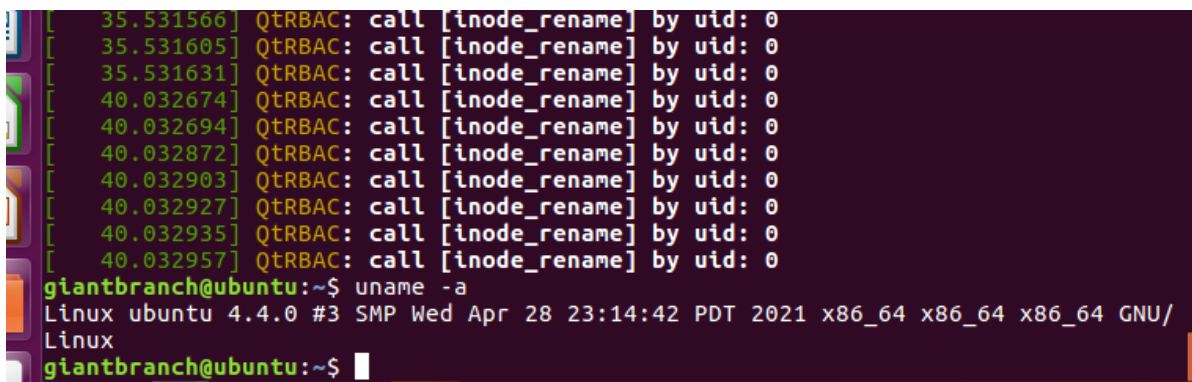 [   35.531566] QtRBAC: call [inode_rename] by uid: 0
[   35.531605] QtRBAC: call [inode_rename] by uid: 0
[   35.531631] QtRBAC: call [inode_rename] by uid: 0
[   40.032674] QtRBAC: call [inode_rename] by uid: 0
[   40.032694] QtRBAC: call [inode_rename] by uid: 0
[   40.032872] QtRBAC: call [inode_rename] by uid: 0
[   40.032903] QtRBAC: call [inode_rename] by uid: 0
[   40.032927] QtRBAC: call [inode_rename] by uid: 0
[   40.032935] QtRBAC: call [inode_rename] by uid: 0
[   40.032957] QtRBAC: call [inode_rename] by uid: 0
giantbranch@ubuntu:~$ uname -a
Linux ubuntu 4.4.0 #3 SMP Wed Apr 28 23:14:42 PDT 2021 x86_64 x86_64 x86_64 GNU/
Linux
giantbranch@ubuntu:~$